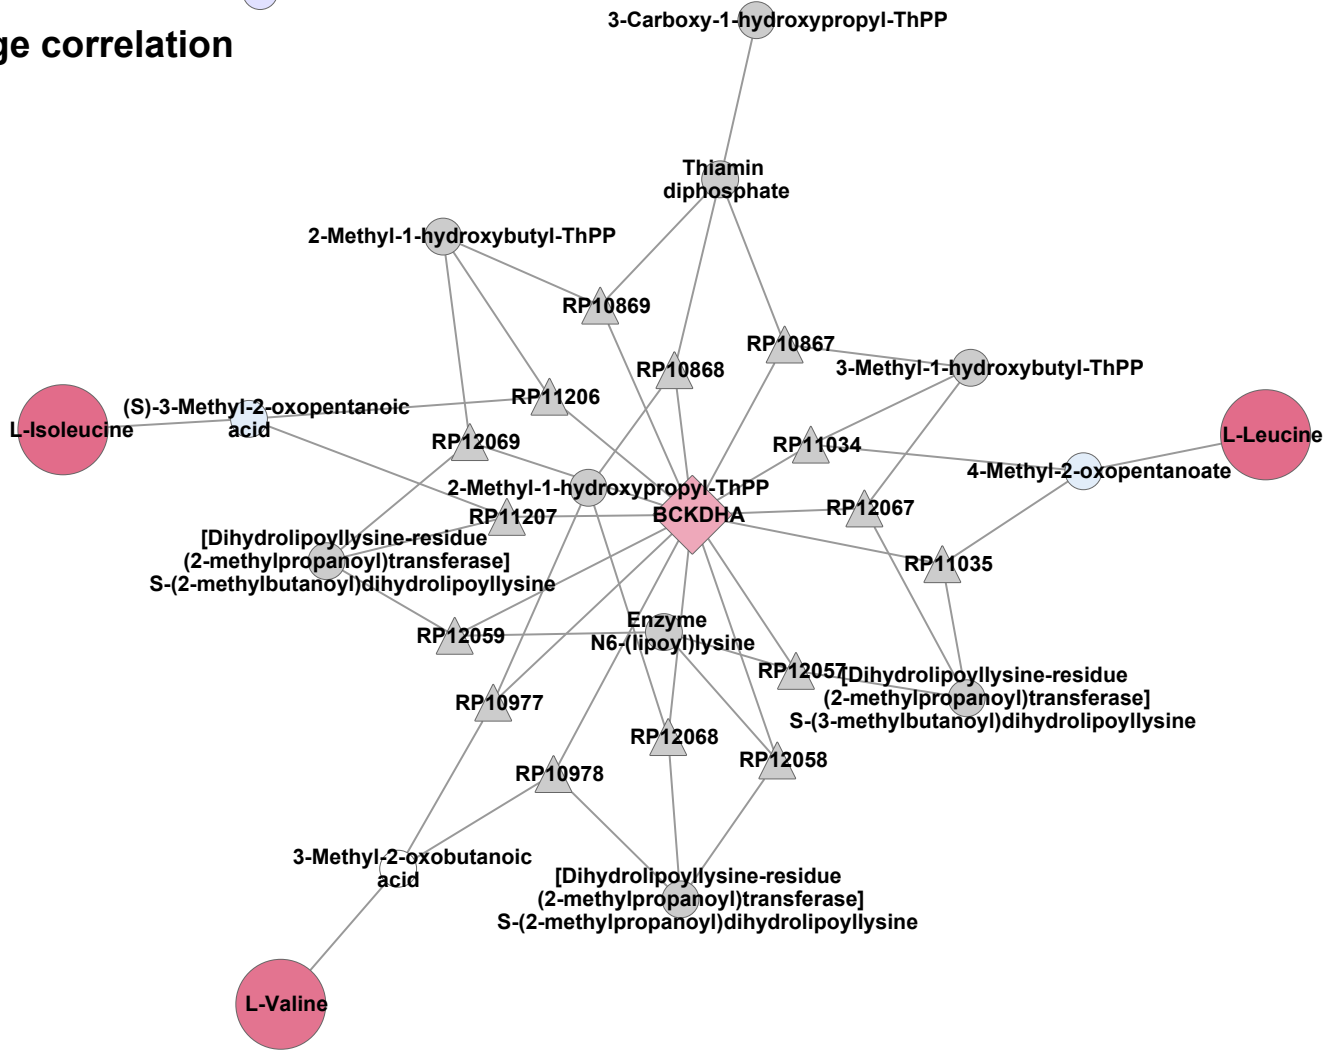 3-Carboxy-1-hydroxypropyl-ThPP
ge correlation
Thiamin
diphosphate
2-Methyl-1-hydroxybutyl-ThPP
RP10869
RP10867
RP10868
3-Methyl-1-hydroxybutyl-ThPP
RP11206
(S)-3-Methyl-2-oxopentanoic
acid
L-Isoleucine
L-Leucine
RP12069
RP11034
4-Methyl-2-oxopentanoate
2-Methyl-1-hydroxypropyl-ThPP
RP12067
RP11207
BCKDHA
[Dihydrolipoyllysine-residue
(2-methylpropanoyl)transferase]
S-(2-methylbutanoyl)dihydrolipoyllysine
RP11035
Enzyme
N6-(lipoyl)lysine
RP12059
RP12057
[Dihydrolipoyllysine-residue
(2-methylpropanoyl)transferase]
S-(3-methylbutanoyl)dihydrolipoyllysine
RP10977
RP12068
RP12058
RP10978
3-Methyl-2-oxobutanoic
acid
[Dihydrolipoyllysine-residue
(2-methylpropanoyl)transferase]
S-(2-methylpropanoyl)dihydrolipoyllysine
L-Valine